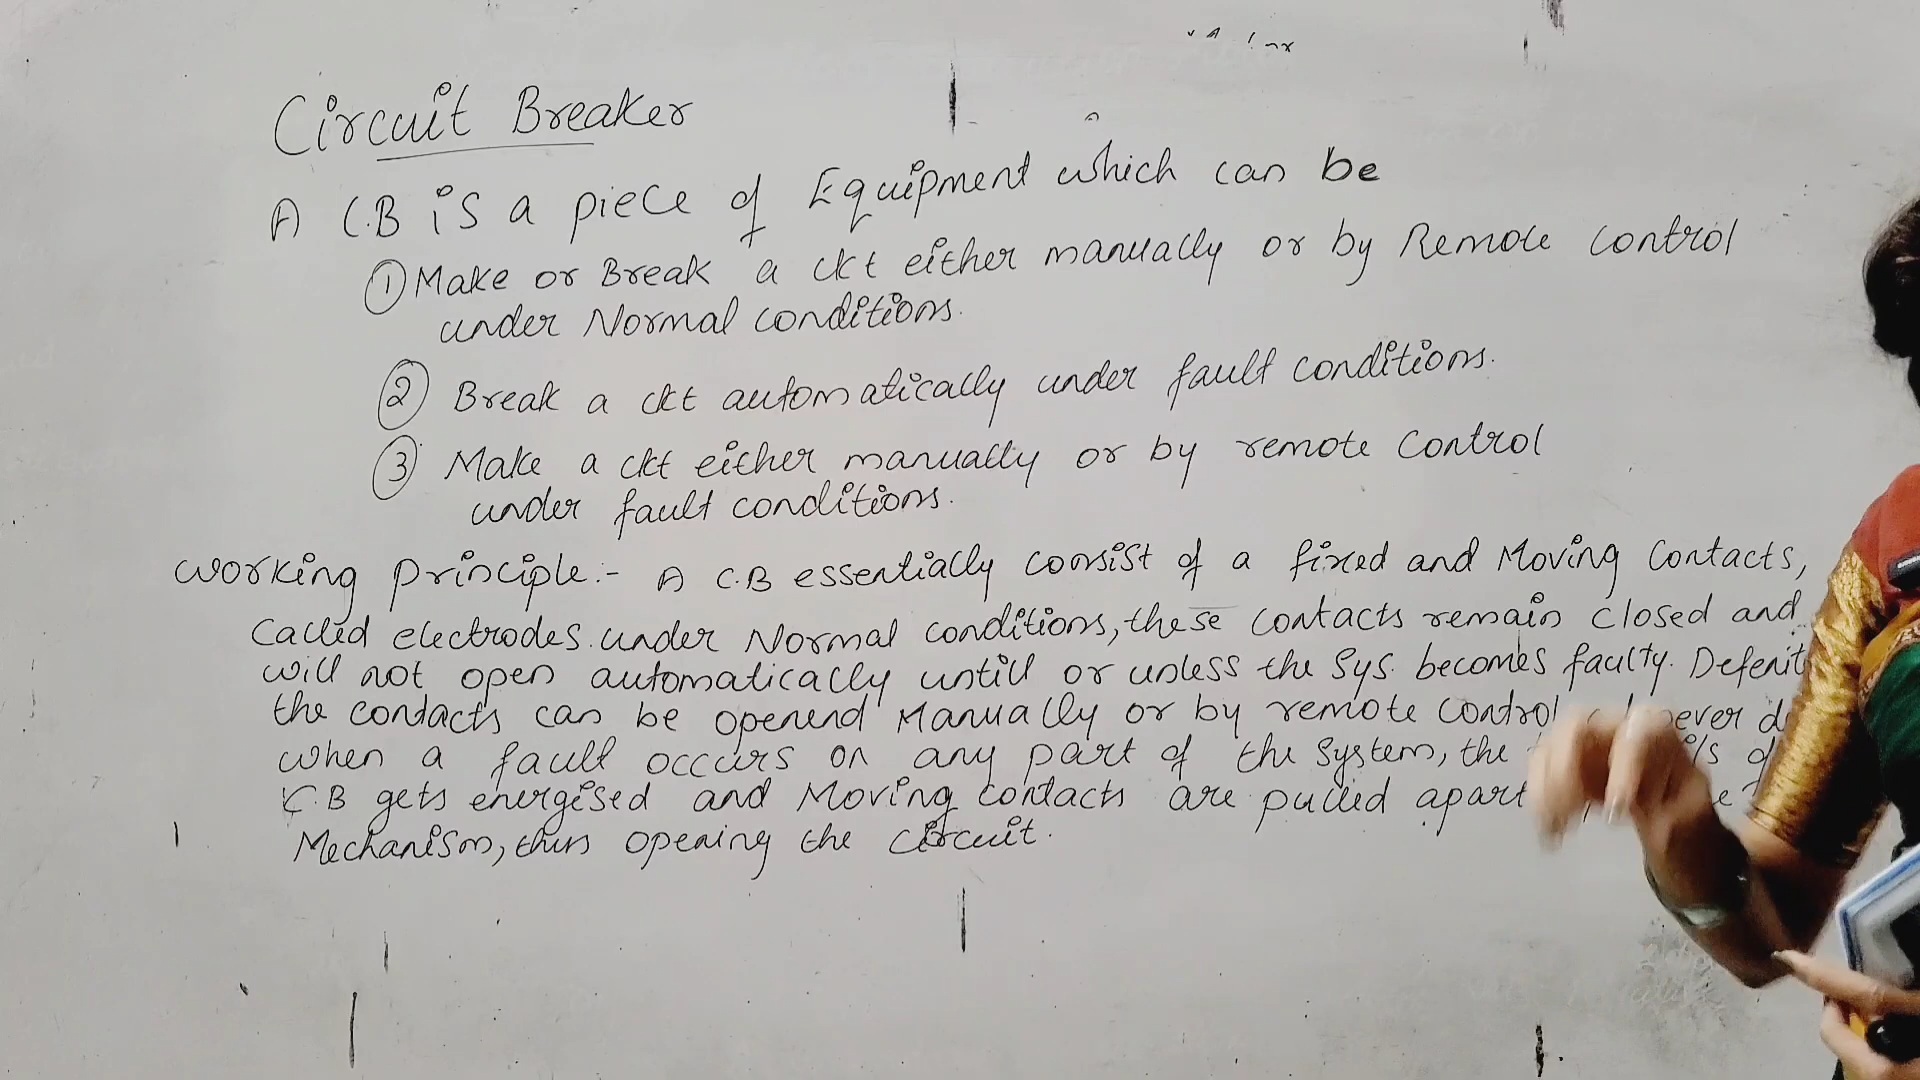 Circuit Breaker
A C.B is a piece of Equipment which can be
① Make or Break a ckt either manually or by Remote control
under Normal conditions.
② Break a ckt automatically under fault conditions.
③ Make a ckt either manually or by remote control
under fault conditions.
Working principle:- A C.B essentially consist of a fixed and Moving Contacts,
Called electrodes. under Normal conditions, these contacts remain closed and
will not open automatically untill or unless the sys. becomes faulty. Defenit
the contacts can be openend Manually or by remote control
when a fault occurs on any part of the system, the
C.B gets energised and Moving contacts are pulled apart
Mechanism, thus opening the circuit.